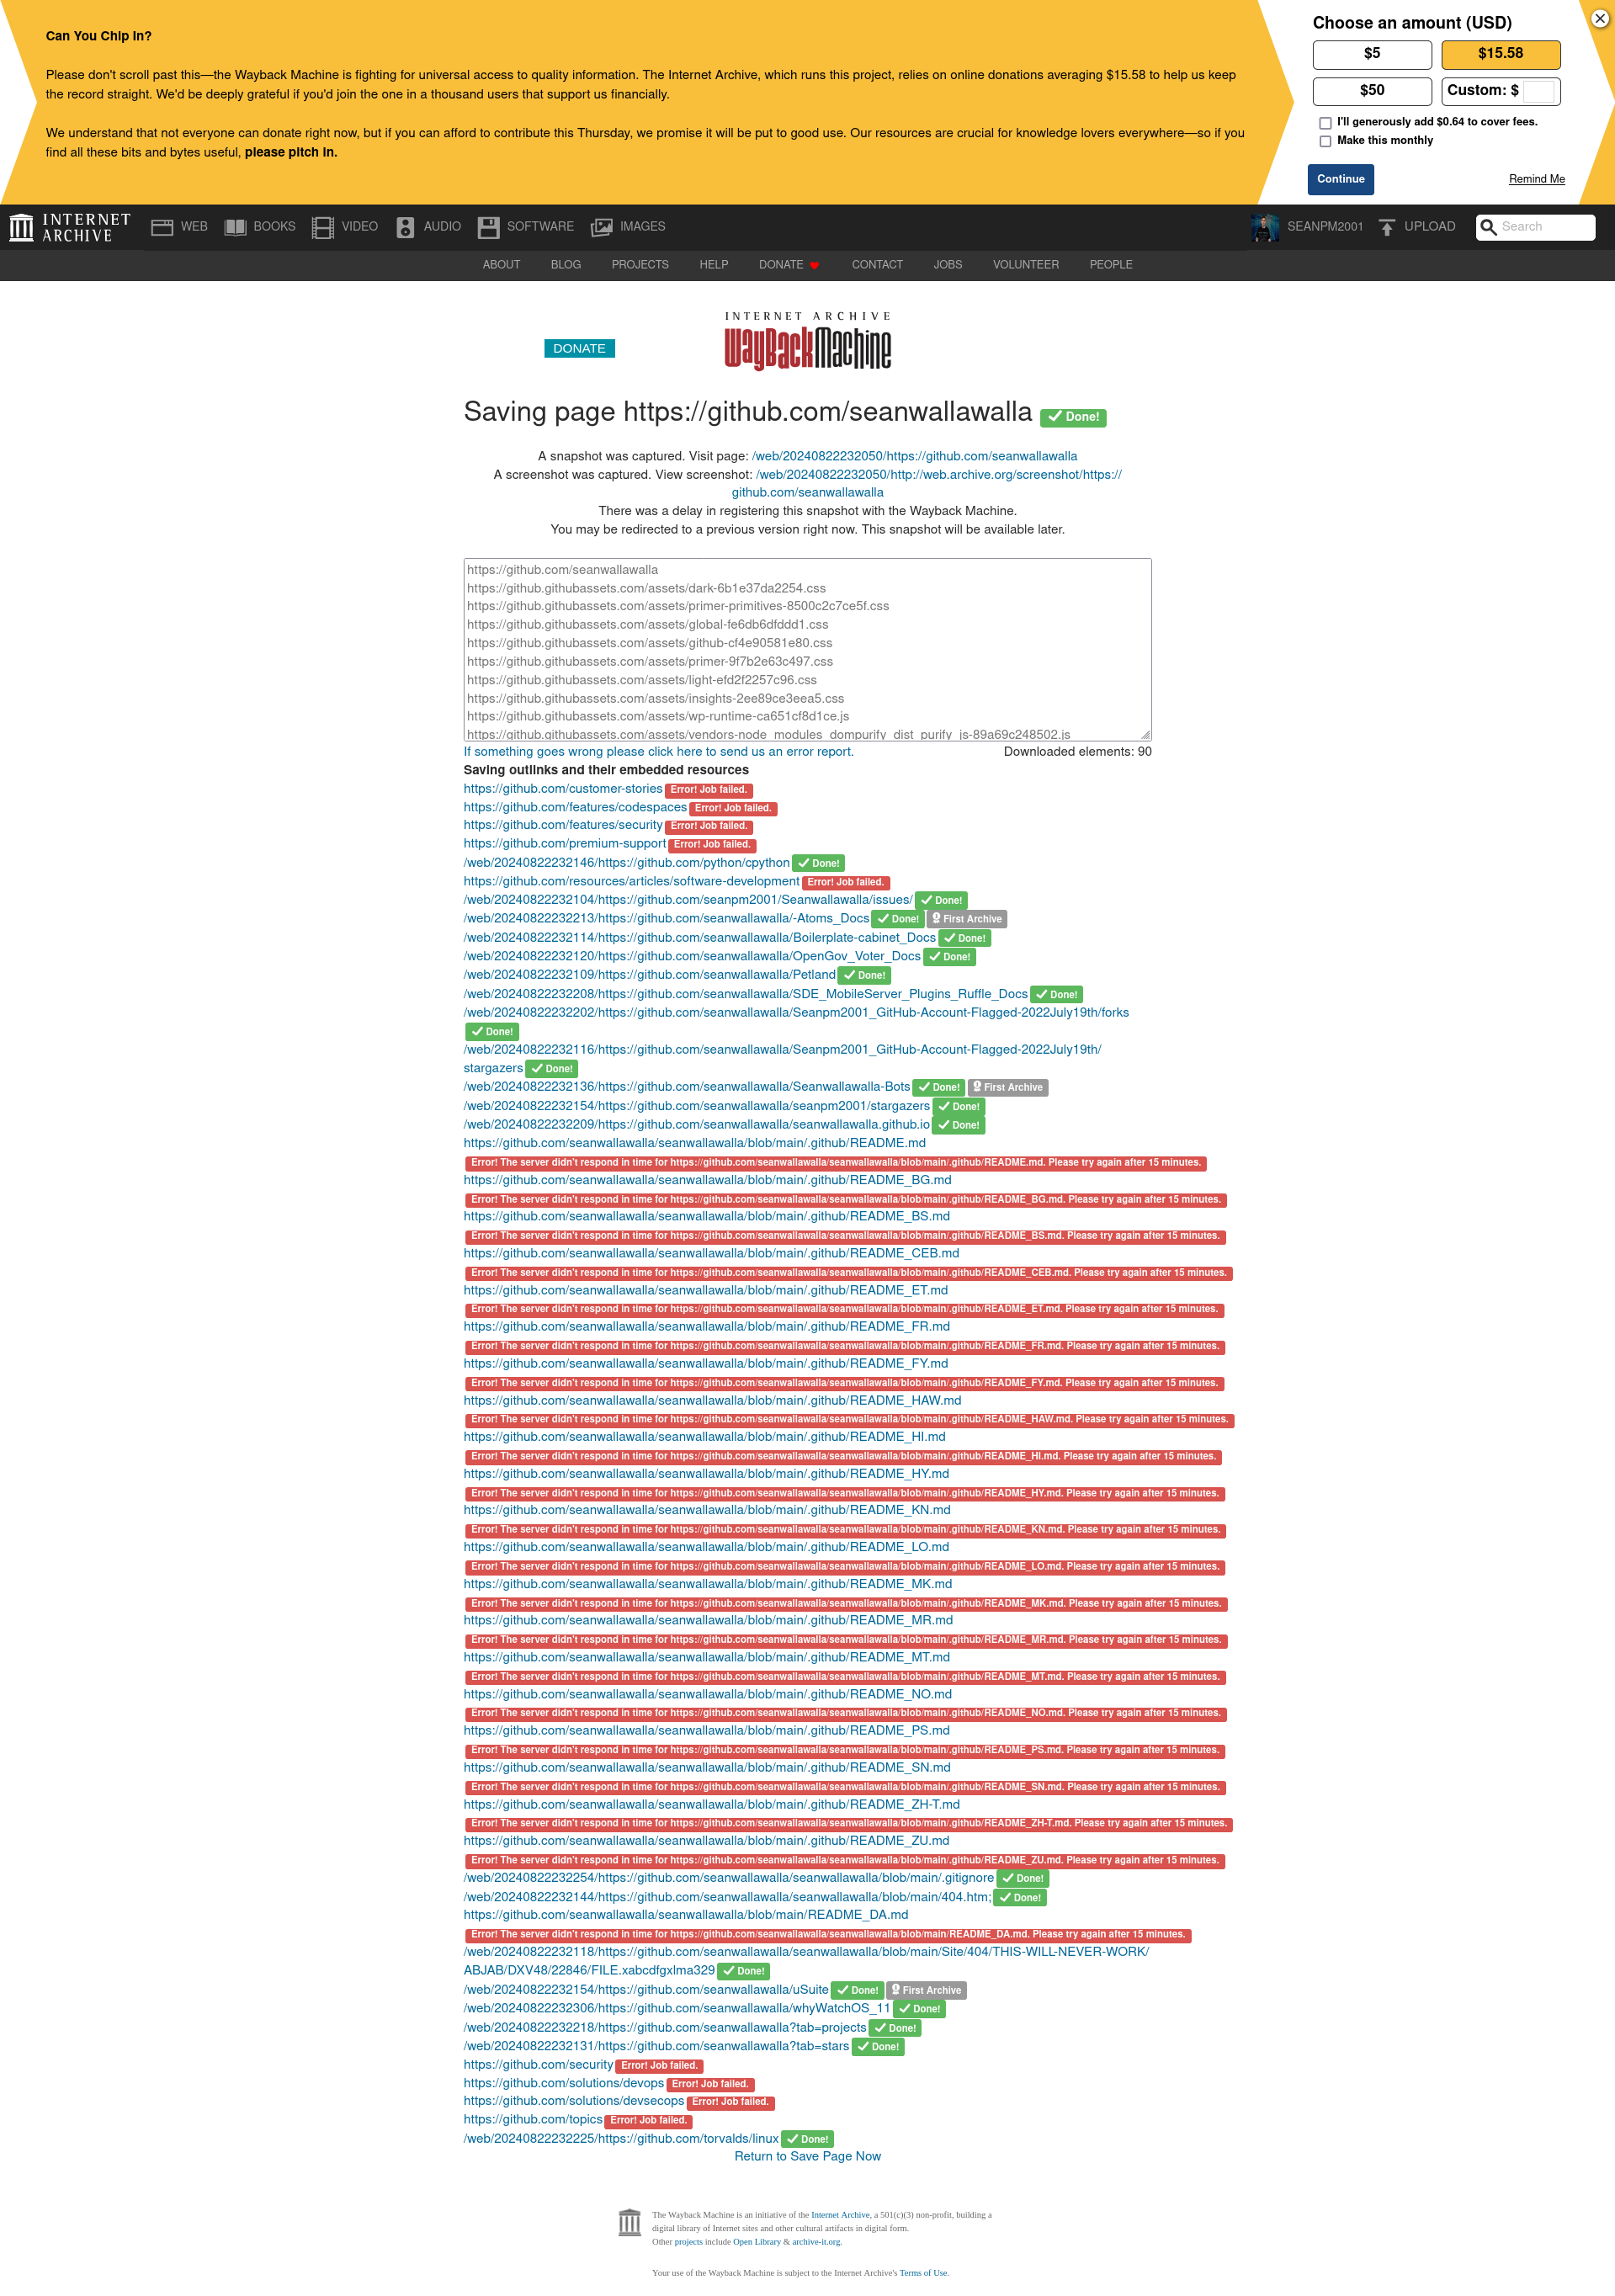 Can You Chip In?
Please don't scroll past this—the Wayback Machine is fighting for universal access to quality information. The Internet Archive, which runs this project, relies on online donations averaging $15.58 to help us keep
the record straight. We'd be deeply grateful if you'd join the one in a thousand users that support us financially.
We understand that not everyone can donate right now, but if you can afford to contribute this Thursday, we promise it will be put to good use. Our resources are crucial for knowledge lovers everywhere—so if you
find all these bits and bytes useful, please pitch in.
Choose an amount (USD)
$5
$15.58
$50
Custom: $
I'll generously add $0.64 to cover fees.
Make this monthly
Continue
Remind Me
INTERNET ARCHIVE
WEB
BOOKS
VIDEO
AUDIO
SOFTWARE
IMAGES
SEANPM2001
UPLOAD
Search
ABOUT
BLOG
PROJECTS
HELP
DONATE
CONTACT
JOBS
VOLUNTEER
PEOPLE
DONATE
INTERNET ARCHIVE
WayBackMachine
Saving page https://github.com/seanwallawalla Done!
A snapshot was captured. Visit page: /web/20240822232050/https://github.com/seanwallawalla
A screenshot was captured. View screenshot: /web/20240822232050/http://web.archive.org/screenshot/https://
github.com/seanwallawalla
There was a delay in registering this snapshot with the Wayback Machine.
You may be redirected to a previous version right now. This snapshot will be available later.
https://github.com/seanwallawalla
https://github.githubassets.com/assets/dark-6b1e37da2254.css
https://github.githubassets.com/assets/primer-primitives-8500c2c7ce5f.css
https://github.githubassets.com/assets/global-fe6db6dfddd1.css
https://github.githubassets.com/assets/github-cf4e90581e80.css
https://github.githubassets.com/assets/primer-9f7b2e63c497.css
https://github.githubassets.com/assets/light-efd2f2257c96.css
https://github.githubassets.com/assets/insights-2ee89ce3eea5.css
https://github.githubassets.com/assets/wp-runtime-ca651cf8d1ce.js
https://github.githubassets.com/assets/vendors-node_modules_dompurify_dist_purify_js-89a69c248502.js
If something goes wrong please click here to send us an error report.
Downloaded elements: 90
Saving outlinks and their embedded resources
https://github.com/customer-stories Error! Job failed.
https://github.com/features/codespaces Error! Job failed.
https://github.com/features/security Error! Job failed.
https://github.com/premium-support Error! Job failed.
/web/20240822232146/https://github.com/python/cpython Done!
https://github.com/resources/articles/software-development Error! Job failed.
/web/20240822232104/https://github.com/seanpm2001/Seanwallawalla/issues/ Done!
/web/20240822232213/https://github.com/seanwallawalla/-Atoms_Docs Done! First Archive
/web/20240822232114/https://github.com/seanwallawalla/Boilerplate-cabinet_Docs Done!
/web/20240822232120/https://github.com/seanwallawalla/OpenGov_Voter_Docs Done!
/web/20240822232109/https://github.com/seanwallawalla/Petland Done!
/web/20240822232208/https://github.com/seanwallawalla/SDE_MobileServer_Plugins_Ruffle_Docs Done!
/web/20240822232202/https://github.com/seanwallawalla/Seanpm2001_GitHub-Account-Flagged-2022July19th/forks
Done!
/web/20240822232116/https://github.com/seanwallawalla/Seanpm2001_GitHub-Account-Flagged-2022July19th/
stargazers Done!
/web/20240822232136/https://github.com/seanwallawalla/Seanwallawalla-Bots Done! First Archive
/web/20240822232154/https://github.com/seanwallawalla/seanpm2001/stargazers Done!
/web/20240822232209/https://github.com/seanwallawalla/seanwallawalla.github.io Done!
https://github.com/seanwallawalla/seanwallawalla/blob/main/.github/README.md
Error! The server didn't respond in time for https://github.com/seanwallawalla/seanwallawalla/blob/main/.github/README.md. Please try again after 15 minutes.
https://github.com/seanwallawalla/seanwallawalla/blob/main/.github/README_BG.md
Error! The server didn't respond in time for https://github.com/seanwallawalla/seanwallawalla/blob/main/.github/README_BG.md. Please try again after 15 minutes.
https://github.com/seanwallawalla/seanwallawalla/blob/main/.github/README_BS.md
Error! The server didn't respond in time for https://github.com/seanwallawalla/seanwallawalla/blob/main/.github/README_BS.md. Please try again after 15 minutes.
https://github.com/seanwallawalla/seanwallawalla/blob/main/.github/README_CEB.md
Error! The server didn't respond in time for https://github.com/seanwallawalla/seanwallawalla/blob/main/.github/README_CEB.md. Please try again after 15 minutes.
https://github.com/seanwallawalla/seanwallawalla/blob/main/.github/README_ET.md
Error! The server didn't respond in time for https://github.com/seanwallawalla/seanwallawalla/blob/main/.github/README_ET.md. Please try again after 15 minutes.
https://github.com/seanwallawalla/seanwallawalla/blob/main/.github/README_FR.md
Error! The server didn't respond in time for https://github.com/seanwallawalla/seanwallawalla/blob/main/.github/README_FR.md. Please try again after 15 minutes.
https://github.com/seanwallawalla/seanwallawalla/blob/main/.github/README_FY.md
Error! The server didn't respond in time for https://github.com/seanwallawalla/seanwallawalla/blob/main/.github/README_FY.md. Please try again after 15 minutes.
https://github.com/seanwallawalla/seanwallawalla/blob/main/.github/README_HAW.md
Error! The server didn't respond in time for https://github.com/seanwallawalla/seanwallawalla/blob/main/.github/README_HAW.md. Please try again after 15 minutes.
https://github.com/seanwallawalla/seanwallawalla/blob/main/.github/README_HI.md
Error! The server didn't respond in time for https://github.com/seanwallawalla/seanwallawalla/blob/main/.github/README_HI.md. Please try again after 15 minutes.
https://github.com/seanwallawalla/seanwallawalla/blob/main/.github/README_HY.md
Error! The server didn't respond in time for https://github.com/seanwallawalla/seanwallawalla/blob/main/.github/README_HY.md. Please try again after 15 minutes.
https://github.com/seanwallawalla/seanwallawalla/blob/main/.github/README_KN.md
Error! The server didn't respond in time for https://github.com/seanwallawalla/seanwallawalla/blob/main/.github/README_KN.md. Please try again after 15 minutes.
https://github.com/seanwallawalla/seanwallawalla/blob/main/.github/README_LO.md
Error! The server didn't respond in time for https://github.com/seanwallawalla/seanwallawalla/blob/main/.github/README_LO.md. Please try again after 15 minutes.
https://github.com/seanwallawalla/seanwallawalla/blob/main/.github/README_MK.md
Error! The server didn't respond in time for https://github.com/seanwallawalla/seanwallawalla/blob/main/.github/README_MK.md. Please try again after 15 minutes.
https://github.com/seanwallawalla/seanwallawalla/blob/main/.github/README_MR.md
Error! The server didn't respond in time for https://github.com/seanwallawalla/seanwallawalla/blob/main/.github/README_MR.md. Please try again after 15 minutes.
https://github.com/seanwallawalla/seanwallawalla/blob/main/.github/README_MT.md
Error! The server didn't respond in time for https://github.com/seanwallawalla/seanwallawalla/blob/main/.github/README_MT.md. Please try again after 15 minutes.
https://github.com/seanwallawalla/seanwallawalla/blob/main/.github/README_NO.md
Error! The server didn't respond in time for https://github.com/seanwallawalla/seanwallawalla/blob/main/.github/README_NO.md. Please try again after 15 minutes.
https://github.com/seanwallawalla/seanwallawalla/blob/main/.github/README_PS.md
Error! The server didn't respond in time for https://github.com/seanwallawalla/seanwallawalla/blob/main/.github/README_PS.md. Please try again after 15 minutes.
https://github.com/seanwallawalla/seanwallawalla/blob/main/.github/README_SN.md
Error! The server didn't respond in time for https://github.com/seanwallawalla/seanwallawalla/blob/main/.github/README_SN.md. Please try again after 15 minutes.
https://github.com/seanwallawalla/seanwallawalla/blob/main/.github/README_ZH-T.md
Error! The server didn't respond in time for https://github.com/seanwallawalla/seanwallawalla/blob/main/.github/README_ZH-T.md. Please try again after 15 minutes.
https://github.com/seanwallawalla/seanwallawalla/blob/main/.github/README_ZU.md
Error! The server didn't respond in time for https://github.com/seanwallawalla/seanwallawalla/blob/main/.github/README_ZU.md. Please try again after 15 minutes.
/web/20240822232254/https://github.com/seanwallawalla/seanwallawalla/blob/main/.gitignore Done!
/web/20240822232144/https://github.com/seanwallawalla/seanwallawalla/blob/main/404.htm; Done!
https://github.com/seanwallawalla/seanwallawalla/blob/main/README_DA.md
Error! The server didn't respond in time for https://github.com/seanwallawalla/seanwallawalla/blob/main/README_DA.md. Please try again after 15 minutes.
/web/20240822232118/https://github.com/seanwallawalla/seanwallawalla/blob/main/Site/404/THIS-WILL-NEVER-WORK/
ABJAB/DXV48/22846/FILE.xabcdfgxlma329 Done!
/web/20240822232154/https://github.com/seanwallawalla/uSuite Done! First Archive
/web/20240822232306/https://github.com/seanwallawalla/whyWatchOS_11 Done!
/web/20240822232218/https://github.com/seanwallawalla?tab=projects Done!
/web/20240822232131/https://github.com/seanwallawalla?tab=stars Done!
https://github.com/security Error! Job failed.
https://github.com/solutions/devops Error! Job failed.
https://github.com/solutions/devsecops Error! Job failed.
https://github.com/topics Error! Job failed.
/web/20240822232225/https://github.com/torvalds/linux Done!
Return to Save Page Now
The Wayback Machine is an initiative of the Internet Archive, a 501(c)(3) non-profit, building a
digital library of Internet sites and other cultural artifacts in digital form.
Other projects include Open Library & archive-it.org.
Your use of the Wayback Machine is subject to the Internet Archive's Terms of Use.